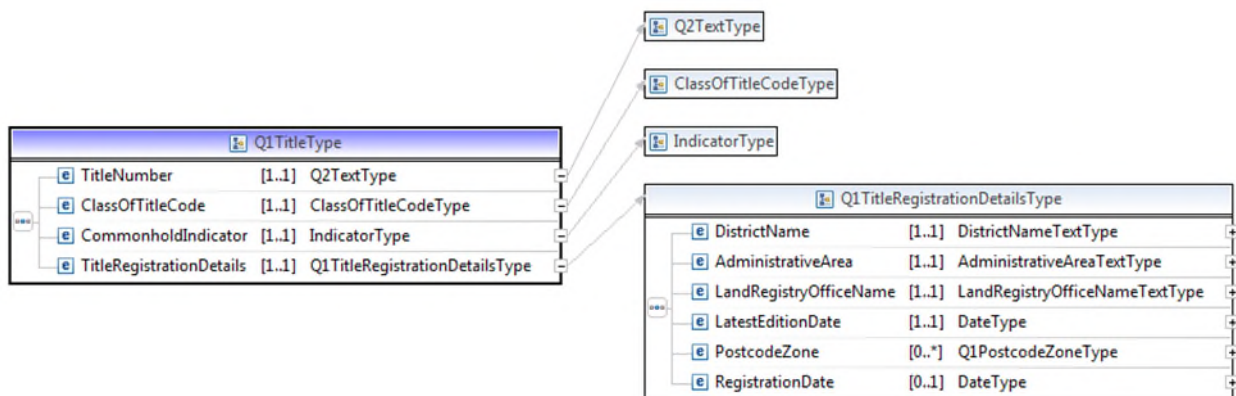 Q2TextType
ClassOfTitleCodeType
IndicatorType
Q1TitleType
TitleNumber [1..1] Q2TextType
ClassOfTitleCode [1..1] ClassOfTitleCodeType
CommonholdIndicator [1..1] IndicatorType
TitleRegistrationDetails [1..1] Q1TitleRegistrationDetailsType
Q1TitleRegistrationDetailsType
DistrictName [1..1] DistrictNameTextType
AdministrativeArea [1..1] AdministrativeAreaTextType
LandRegistryOfficeName [1..1] LandRegistryOfficeNameTextType
LatestEditionDate [1..1] DateType
PostcodeZone [0..*] Q1PostcodeZoneType
RegistrationDate [0..1] DateType